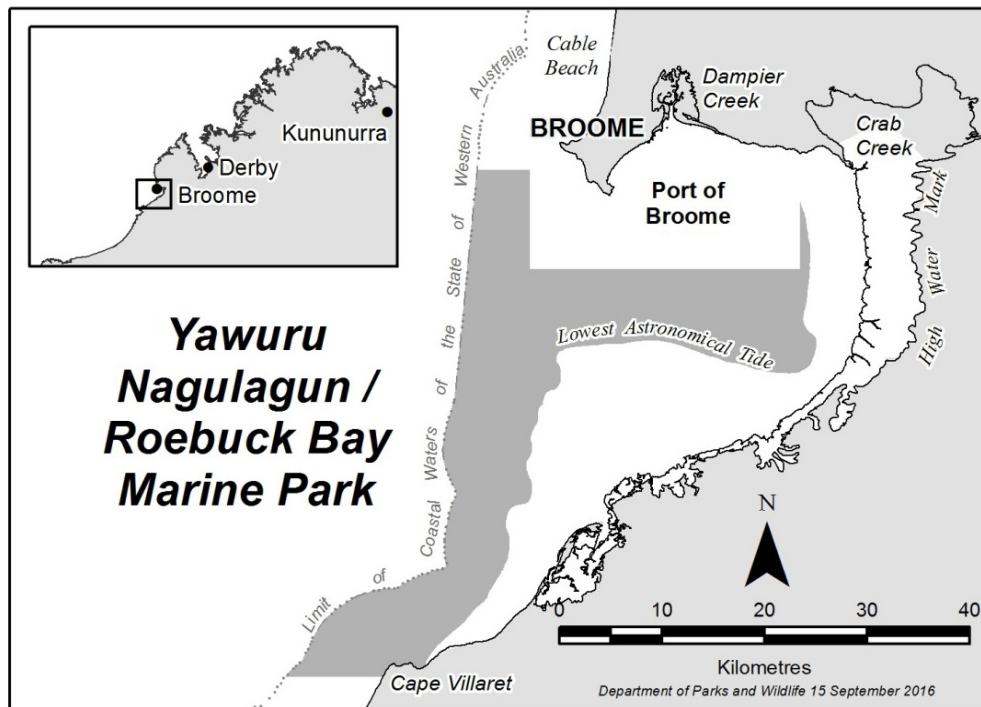 Kununurra
Derby
Broome
Yawuru
Nagulagun /
Roebuck Bay
Marine Park
Limit of Coastal Waters of the State of Western Australia
Cable
Beach
Dampier
Creek
BROOME
Crab
Creek
Port of
Broome
High Water Mark
Lowest Astronomical Tide
Cape Villaret
N
0 10 20 30 40
Kilometres
Department of Parks and Wildlife 15 September 2016